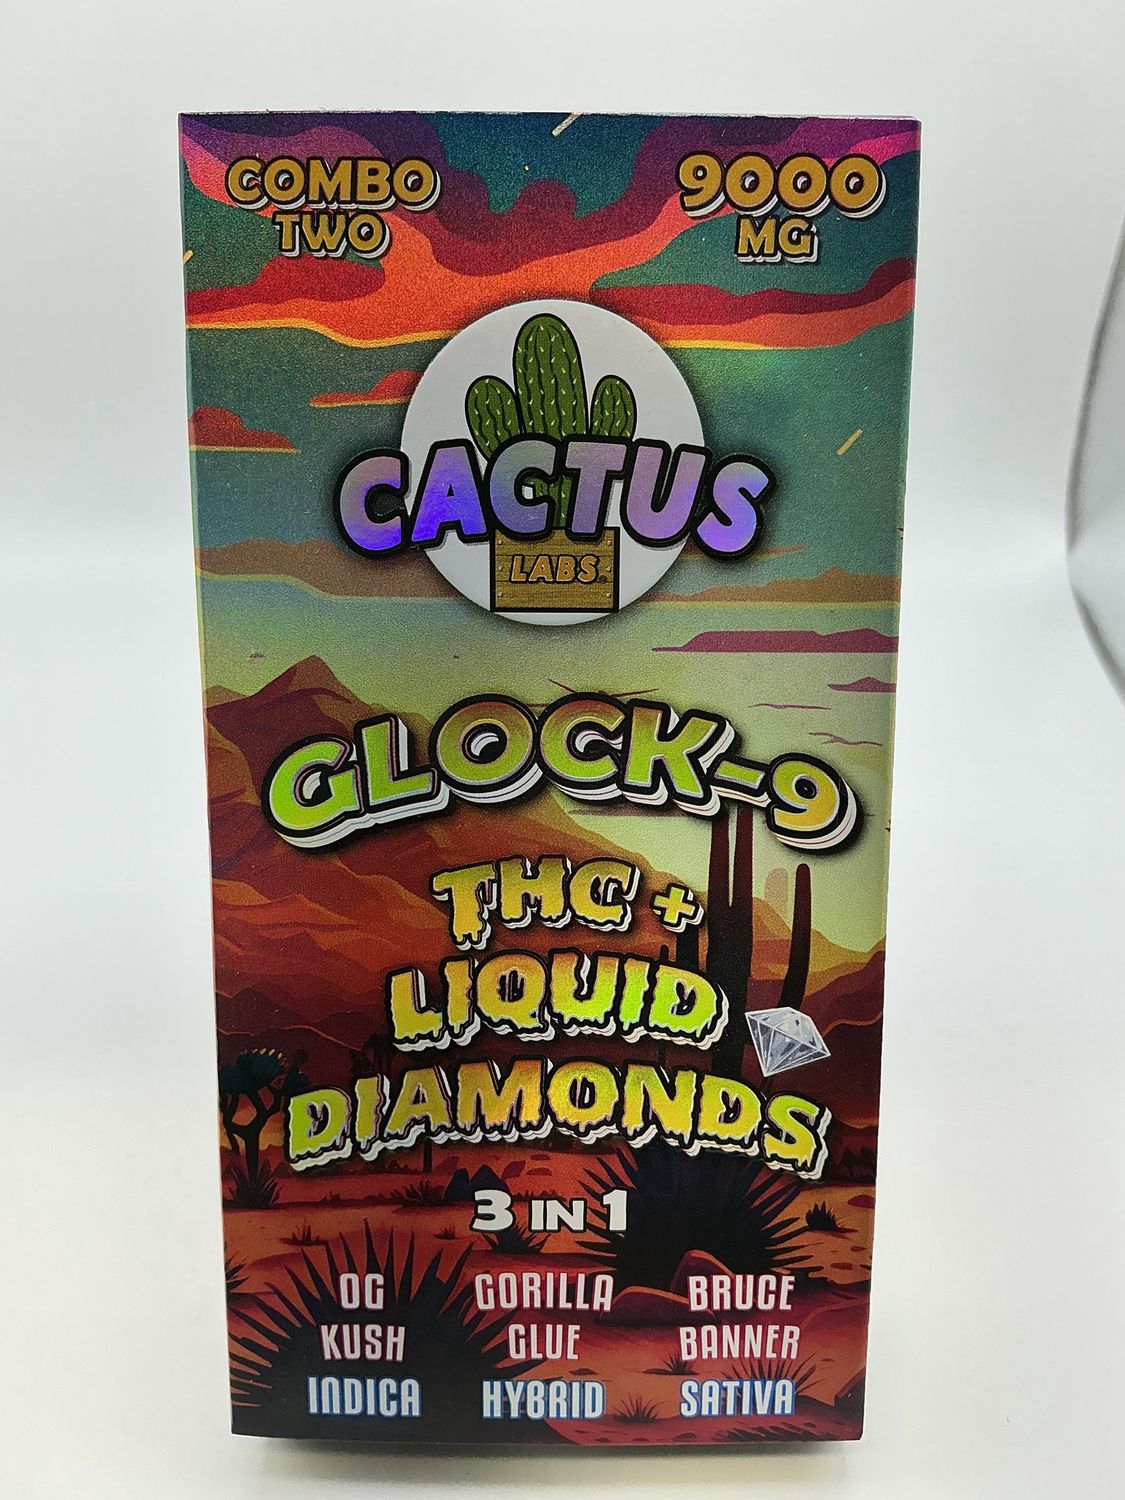 COMBO
TWO
9000
MG
CACTUS
LABS
GLOCK-9
THC +
LIQUID
DIAMONDS
3 IN 1
OG
KUSH
INDICA
GORILLA
GLUE
HYBRID
BRUCE
BANNER
SATIVA